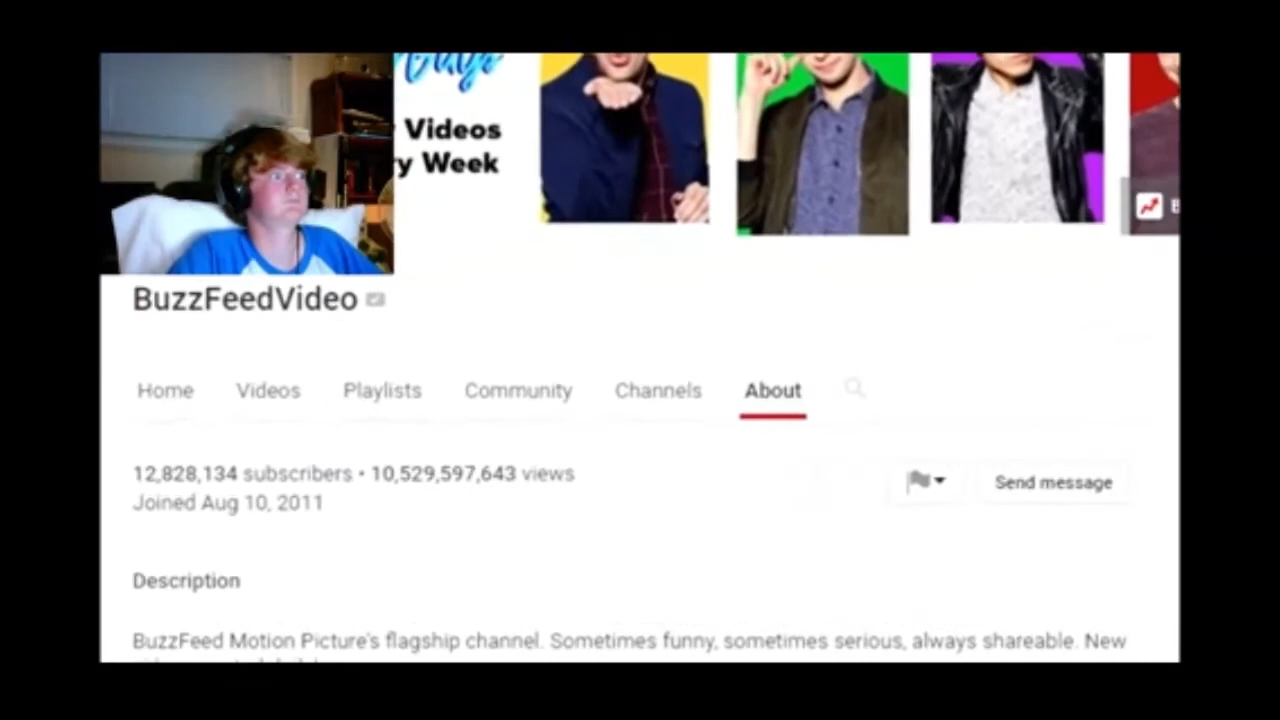 Videos
Week
BuzzFeedVideo
Home Videos Playlists Community Channels About
12,828,134 subscribers • 10,529,597,643 views
Joined Aug 10, 2011
Send message
Description
BuzzFeed Motion Picture's flagship channel. Sometimes funny, sometimes serious, always shareable. New